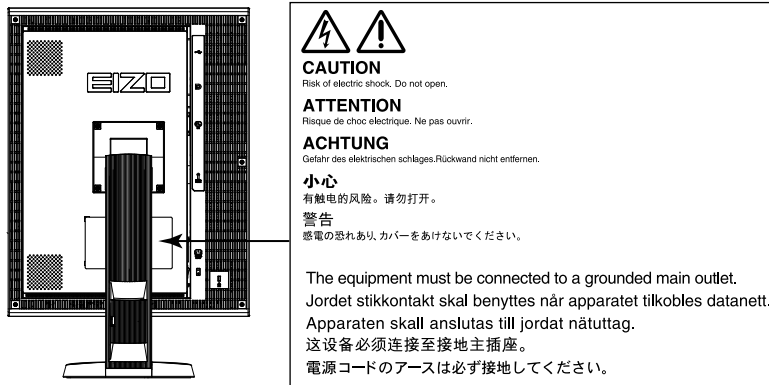 EIZO
CAUTION
Risk of electric shock. Do not open.
ATTENTION
Risque de choc electrique. Ne pas ouvrir.
ACHTUNG
Gefahr des elektrischen schlages.Rückwand nicht entfernen.
小心
有触电的风险。请勿打开。
警告
感電の恐れあり､カバーをあけないでください。
The equipment must be connected to a grounded main outlet.
Jordet stikkontakt skal benyttes når apparatet tilkobles datanett.
Apparaten skall anslutas till jordat nätuttag.
这设备必须连接至接地主插座。
電源コードのアースは必ず接地してください。